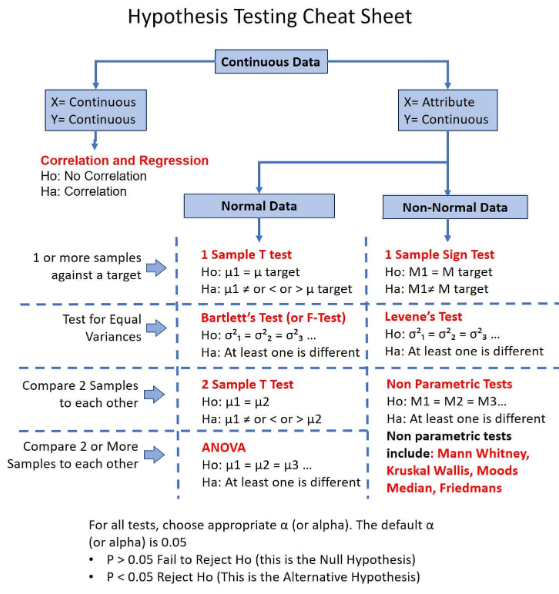 Hypothesis Testing Cheat Sheet
Continuous Data
X= Continuous
Y= Continuous
X= Attribute
Y= Continuous
Correlation and Regression
Ho: No Correlation
Ha: Correlation
Normal Data
Non-Normal Data
1 or more samples
against a target
1 Sample T test
Ho: µ1 = µ target
Ha: µ1 ≠ or < or > µ target
1 Sample Sign Test
Ho: M1 = M target
Ha: M1≠ M target
Test for Equal
Variances
Bartlett's Test (or F-Test)
Ho: σ²₁ = σ²₂ = σ²₃ ...
Ha: At least one is different
Levene's Test
Ho: σ²₁ = σ²₂ = σ²₃ ...
Ha: At least one is different
Compare 2 Samples
to each other
2 Sample T Test
Ho: µ1 = µ2
Ha: µ1 ≠ or < or > µ2
Non Parametric Tests
Ho: M1 = M2 = M3...
Ha: At least one is different
Non parametric tests
include: Mann Whitney,
Kruskal Wallis, Moods
Median, Friedmans
Compare 2 or More
Samples to each other
ANOVA
Ho: µ1 = µ2 = µ3 ...
Ha: At least one is different
For all tests, choose appropriate α (or alpha). The default α
(or alpha) is 0.05
• P > 0.05 Fail to Reject Ho (this is the Null Hypothesis)
• P < 0.05 Reject Ho (This is the Alternative Hypothesis)